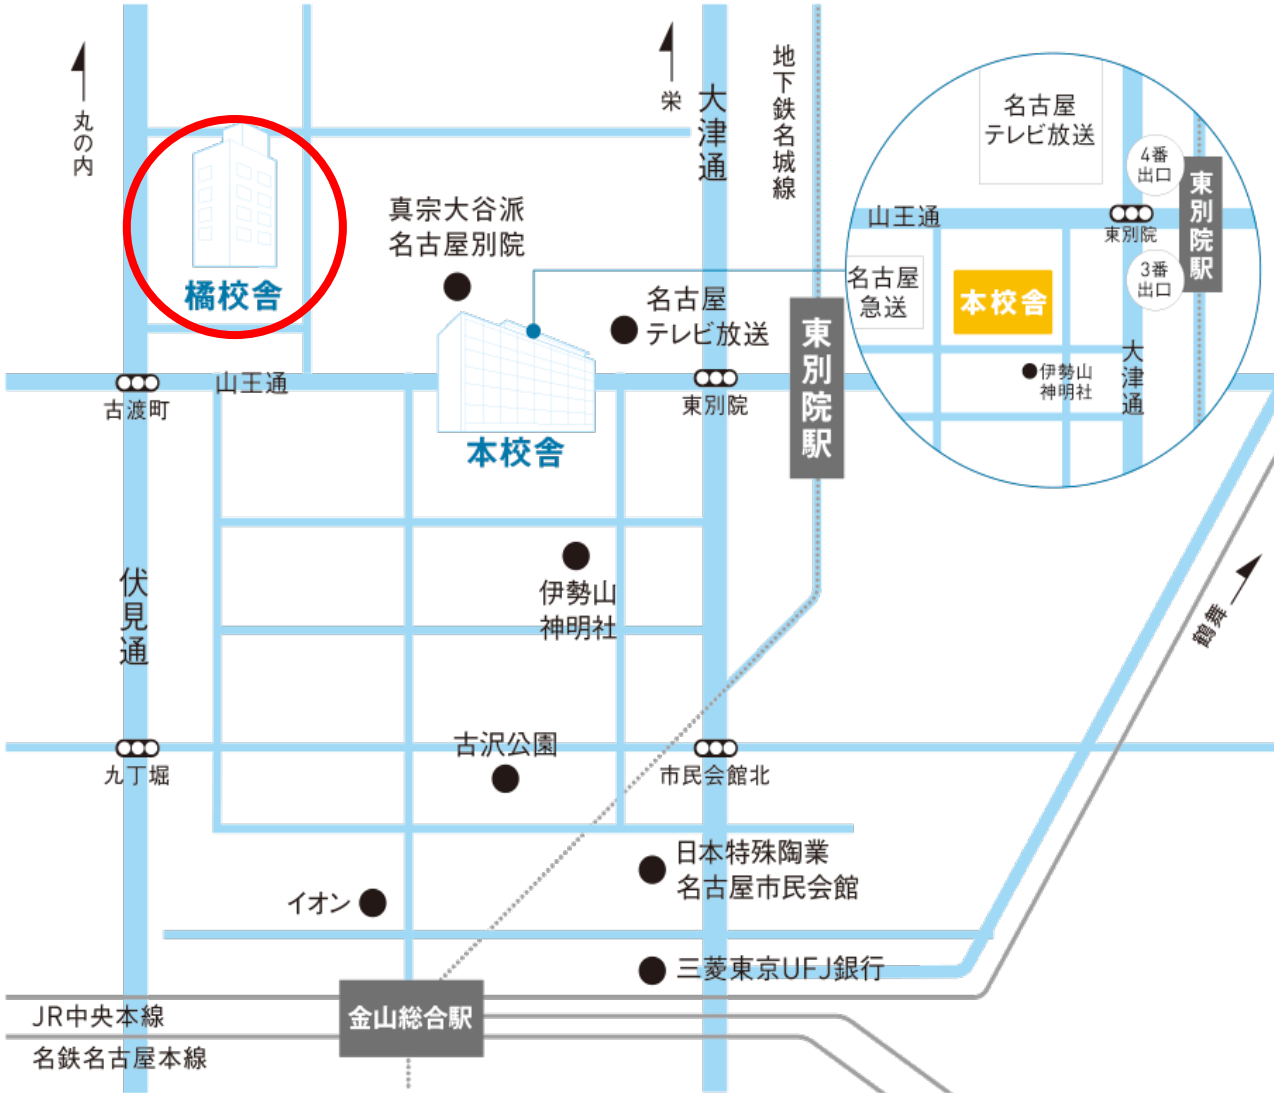 丸の内
栄
大津通
地下鉄名城線
橘校舎
真宗大谷派
名古屋別院
名古屋
テレビ放送
東別院駅
古渡町
山王通
本校舎
東別院
名古屋
テレビ放送
4番
出口
東別院駅
山王通
東別院
3番
出口
名古屋
急送
本校舎
伊勢山
神明社
大津通
伏見通
伊勢山
神明社
鶴舞
九丁堀
古沢公園
市民会館北
日本特殊陶業
名古屋市民会館
イオン
三菱東京UFJ銀行
金山総合駅
JR中央本線
名鉄名古屋本線